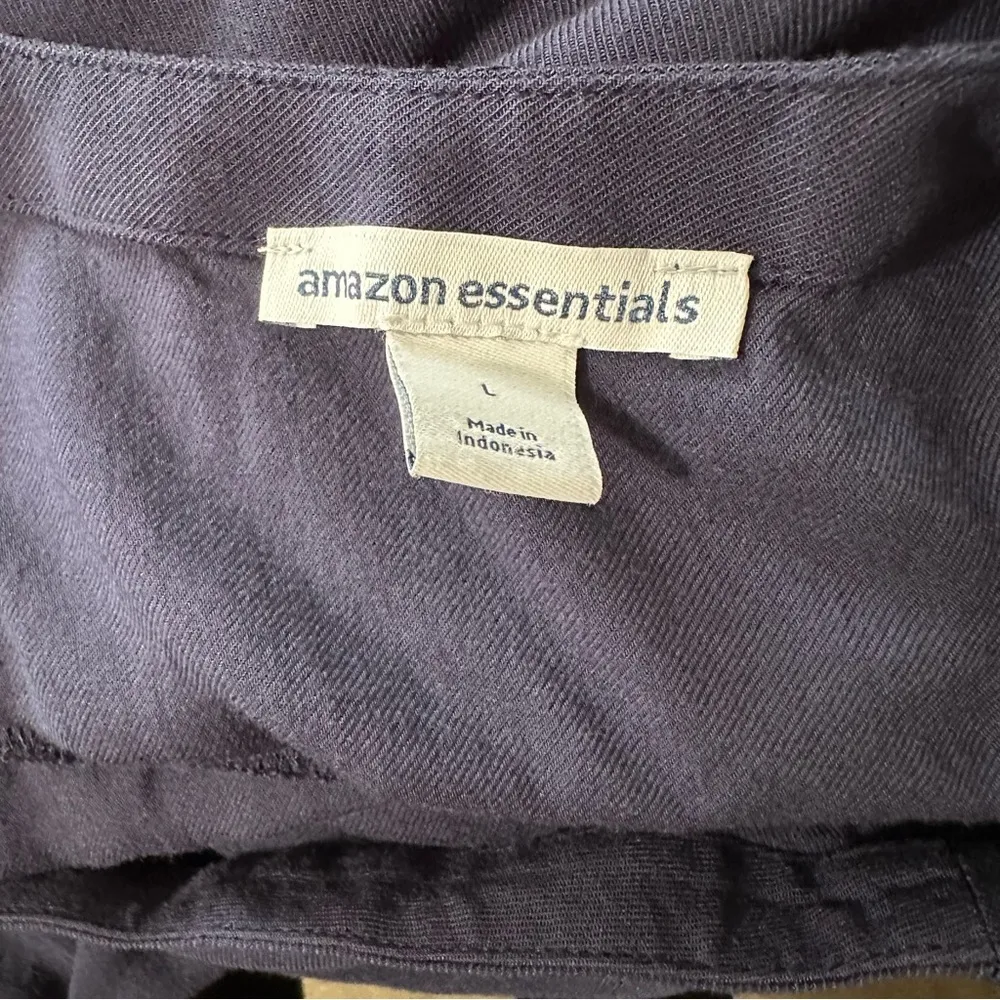 amazon essentials
L
Made in
Indonesia